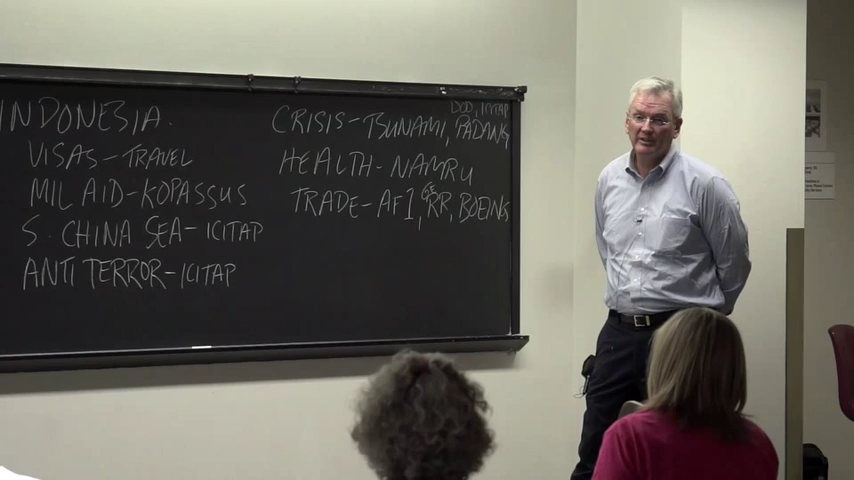 INDONESIA.
VISAS-TRAVEL
MIL AID-KOPASSUS
S. CHINA SEA-ICITAP
ANTI TERROR-ICITAP
DOD, ICITAP
CRISIS-TSUNAMI, PADANG
HEALTH-NAMRU
GE
TRADE-AF1, RR, BOEING